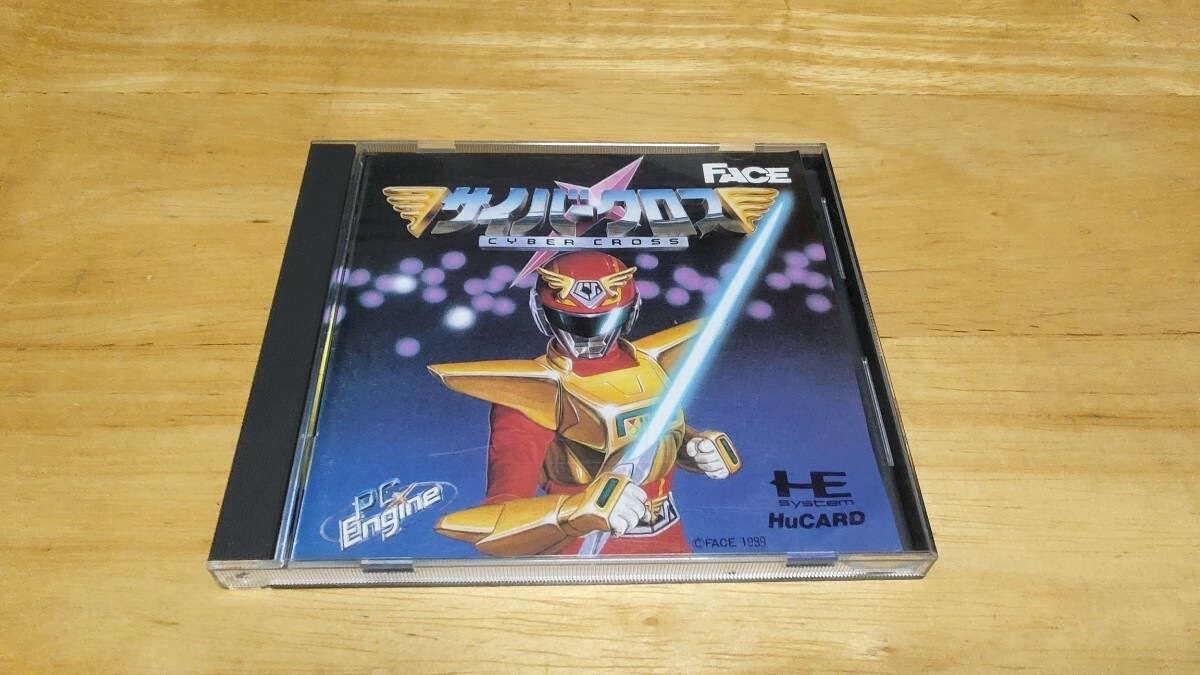 FACE
サイバークロス
CYBER CROSS
PC Engine
HE
system
HuCARD
©FACE 1989